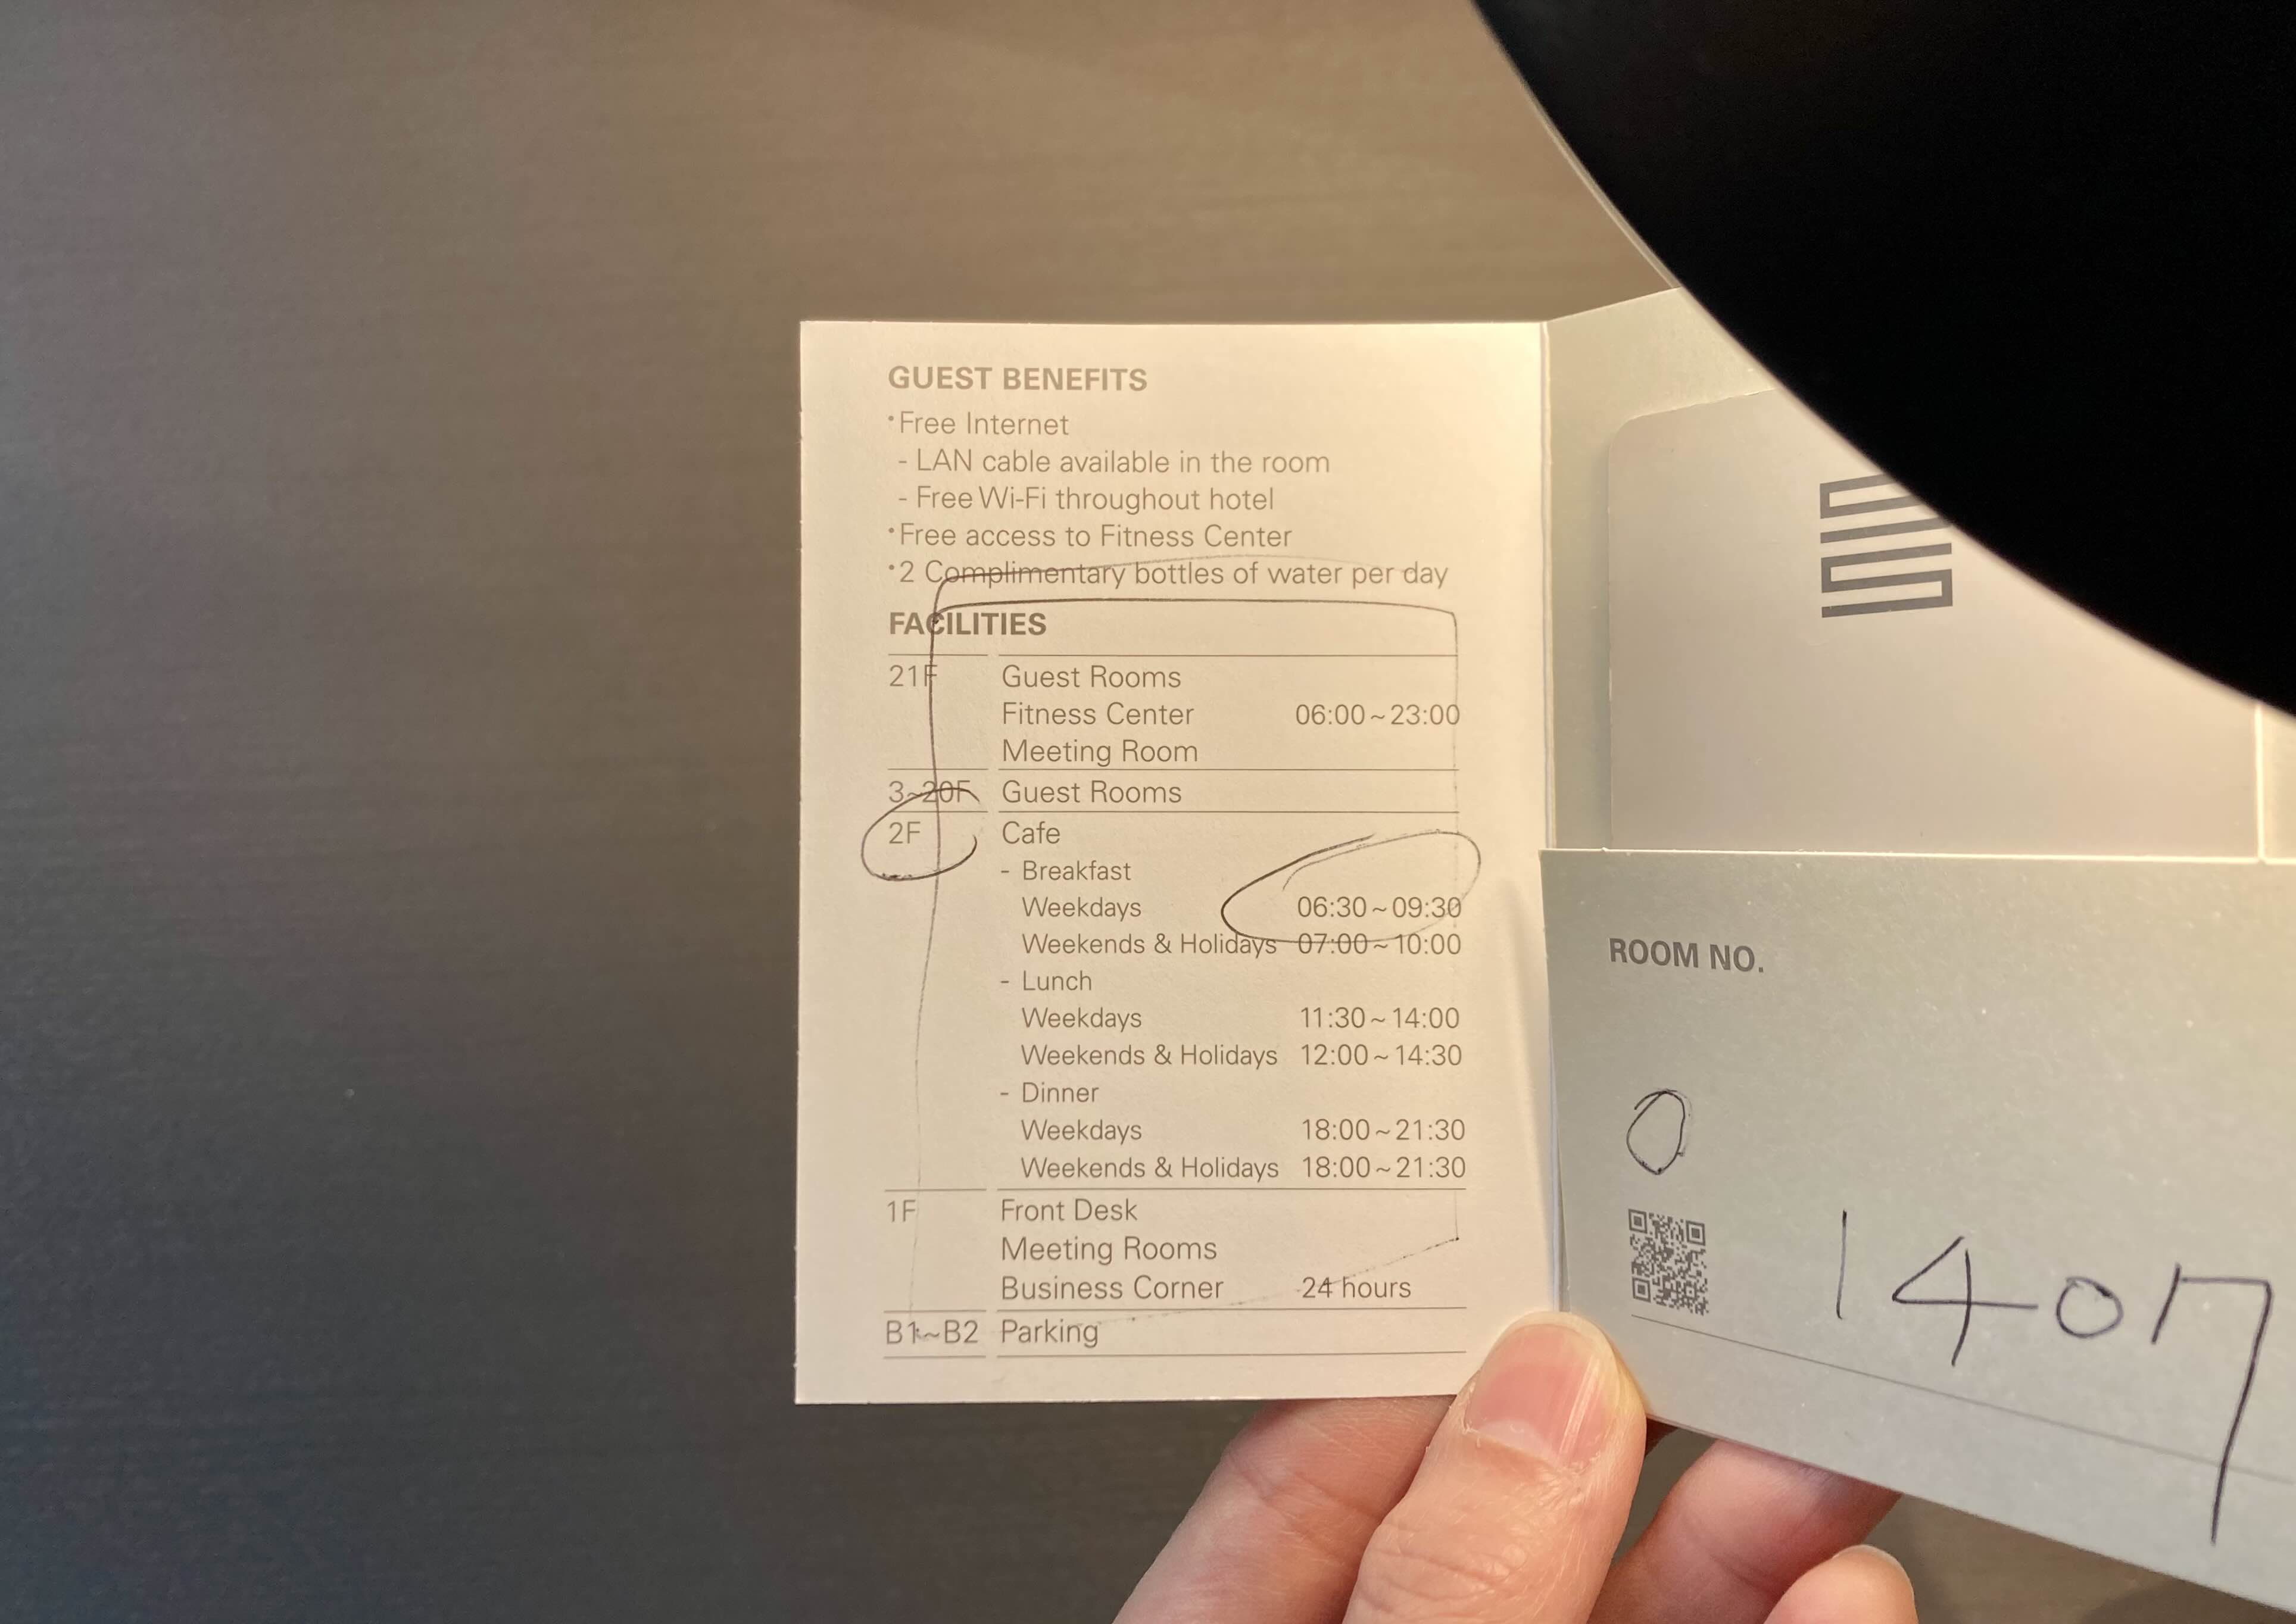 GUEST BENEFITS
•Free Internet
- LAN cable available in the room
- Free Wi-Fi throughout hotel
•Free access to Fitness Center
•2 Complimentary bottles of water per day
FACILITIES
21F Guest Rooms
Fitness Center 06:00~23:00
Meeting Room
3~20F Guest Rooms
2F Cafe
- Breakfast
Weekdays 06:30~09:30
Weekends & Holidays 07:00~10:00
- Lunch
Weekdays 11:30~14:00
Weekends & Holidays 12:00~14:30
- Dinner
Weekdays 18:00~21:30
Weekends & Holidays 18:00~21:30
1F Front Desk
Meeting Rooms
Business Corner 24 hours
B1~B2 Parking
ROOM NO.
0
1407